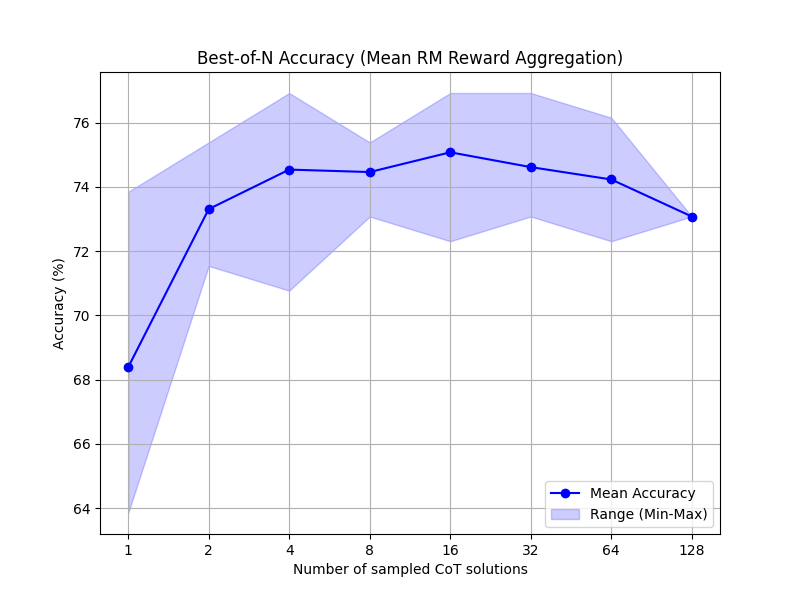 Best-of-N Accuracy (Mean RM Reward Aggregation)
Accuracy (%)
76
74
72
70
68
66
64
1 2 4 8 16 32 64 128
Number of sampled CoT solutions
Mean Accuracy
Range (Min-Max)